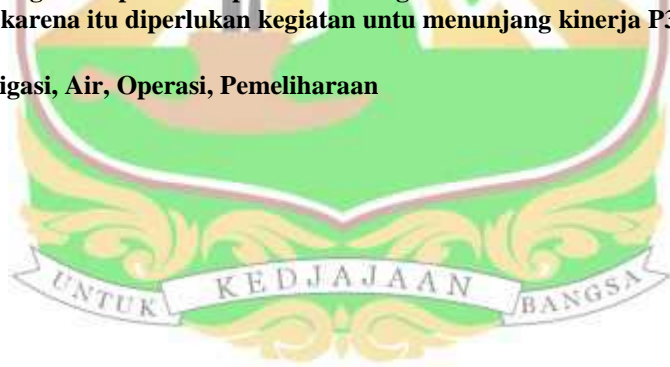 karena itu diperlukan kegiatan untu menunjang kinerja P3
igasi, Air, Operasi, Pemeliharaan
UNTUK KEDJAJAAN BANGSA